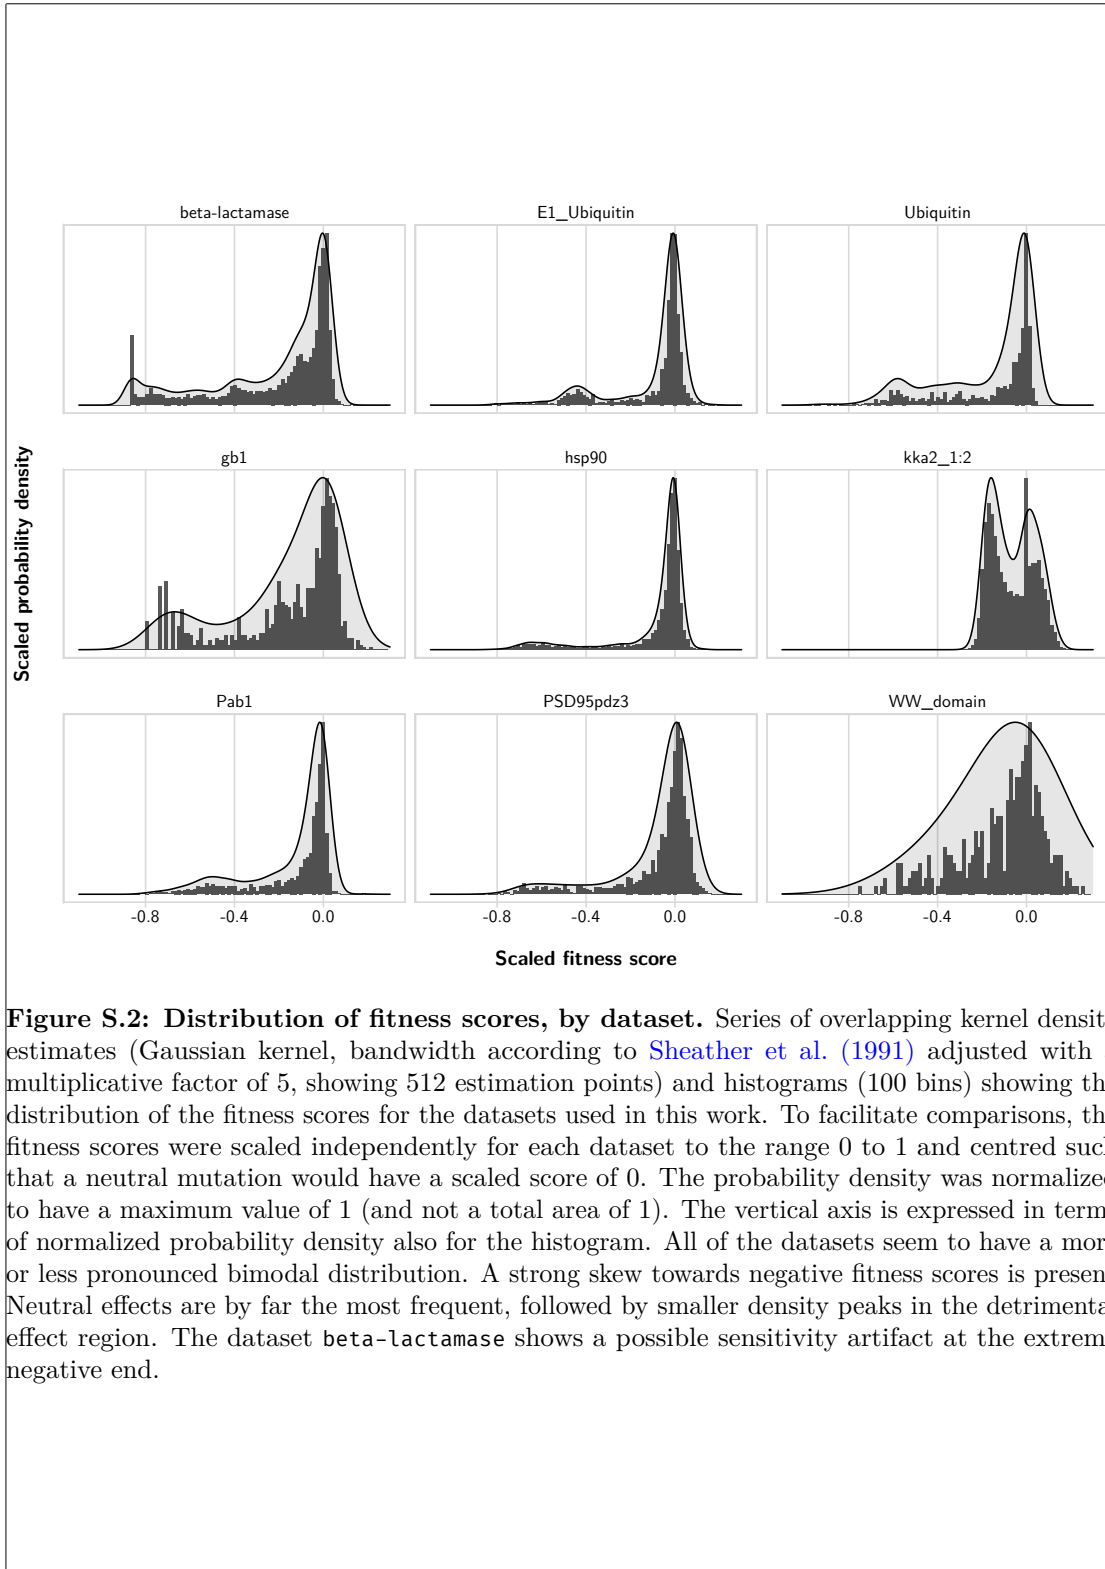 beta-lactamase E1_Ubiquitin Ubiquitin
gb1 hsp90 kka2_1:2
Pab1 PSD95pdz3 WW_domain
Scaled probability density
-0.8 -0.4 0.0 -0.8 -0.4 0.0 -0.8 -0.4 0.0
Scaled fitness score
Figure S.2: Distribution of fitness scores, by dataset. Series of overlapping kernel densit
estimates (Gaussian kernel, bandwidth according to Sheather et al. (1991) adjusted with
multiplicative factor of 5, showing 512 estimation points) and histograms (100 bins) showing th
distribution of the fitness scores for the datasets used in this work. To facilitate comparisons, th
fitness scores were scaled independently for each dataset to the range 0 to 1 and centred suc
that a neutral mutation would have a scaled score of 0. The probability density was normalize
to have a maximum value of 1 (and not a total area of 1). The vertical axis is expressed in term
of normalized probability density also for the histogram. All of the datasets seem to have a mor
or less pronounced bimodal distribution. A strong skew towards negative fitness scores is presen
Neutral effects are by far the most frequent, followed by smaller density peaks in the detrimenta
effect region. The dataset beta-lactamase shows a possible sensitivity artifact at the extrem
negative end.